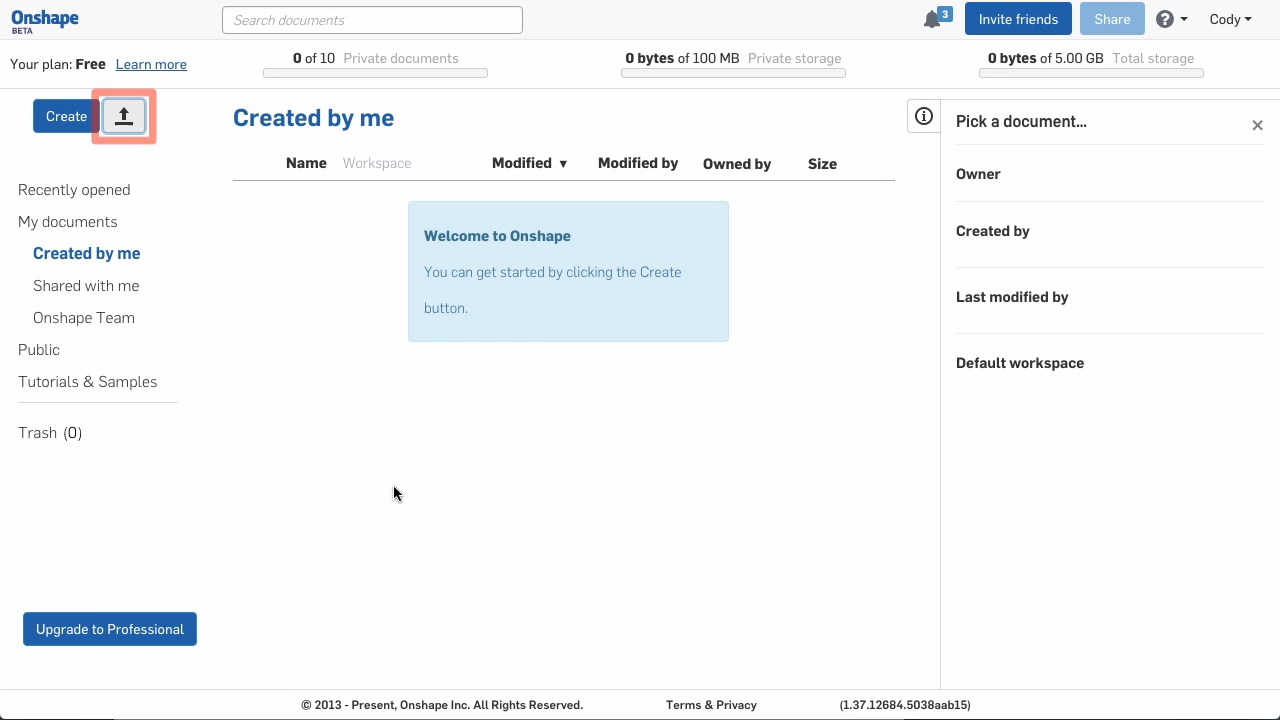 Onshape
BETA
Search documents
3
Invite friends
Share
Cody
Your plan: Free Learn more
0 of 10 Private documents
0 bytes of 100 MB Private storage
0 bytes of 5.00 GB Total storage
Create
Created by me
Pick a document...
Name Workspace Modified ▼ Modified by Owned by Size
Recently opened
My documents
Created by me
Shared with me
Onshape Team
Public
Tutorials & Samples
Trash (0)
Welcome to Onshape
You can get started by clicking the Create
button.
Owner
Created by
Last modified by
Default workspace
Upgrade to Professional
© 2013 - Present, Onshape Inc. All Rights Reserved. Terms & Privacy (1.37.12684.5038aab15)